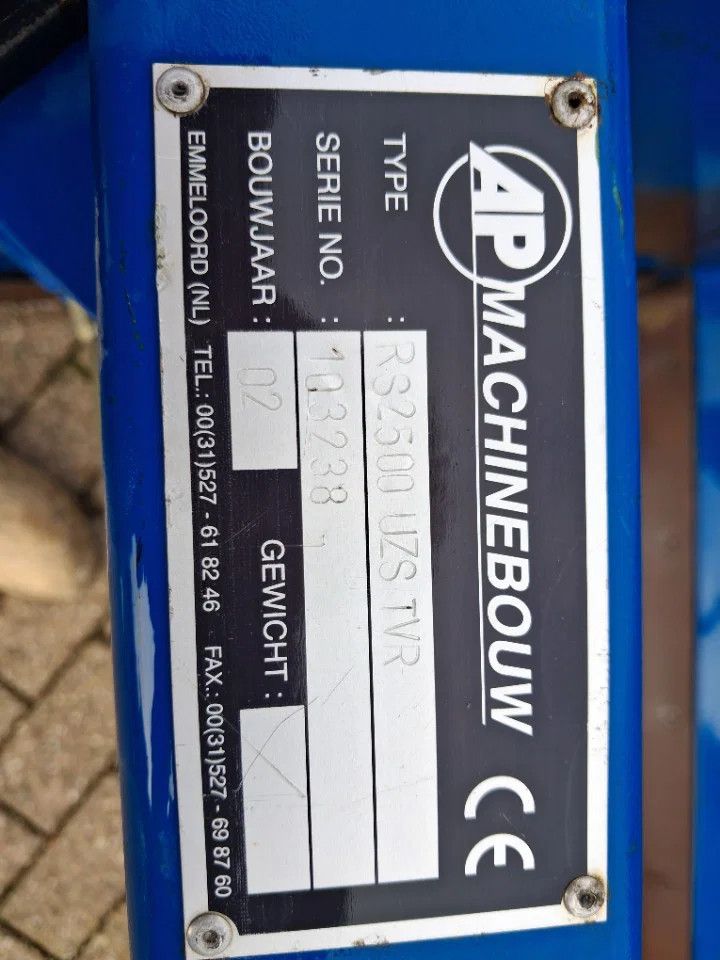 AP MACHINEBOUW CE
TYPE : RS2500 UZS TVR
SERIE NO. : 103238
BOUWJAAR : 02 GEWICHT : X
EMMELOORD (NL) TEL.: 00(31)527 - 61 82 46 FAX.: 00(31)527 - 69 87 60